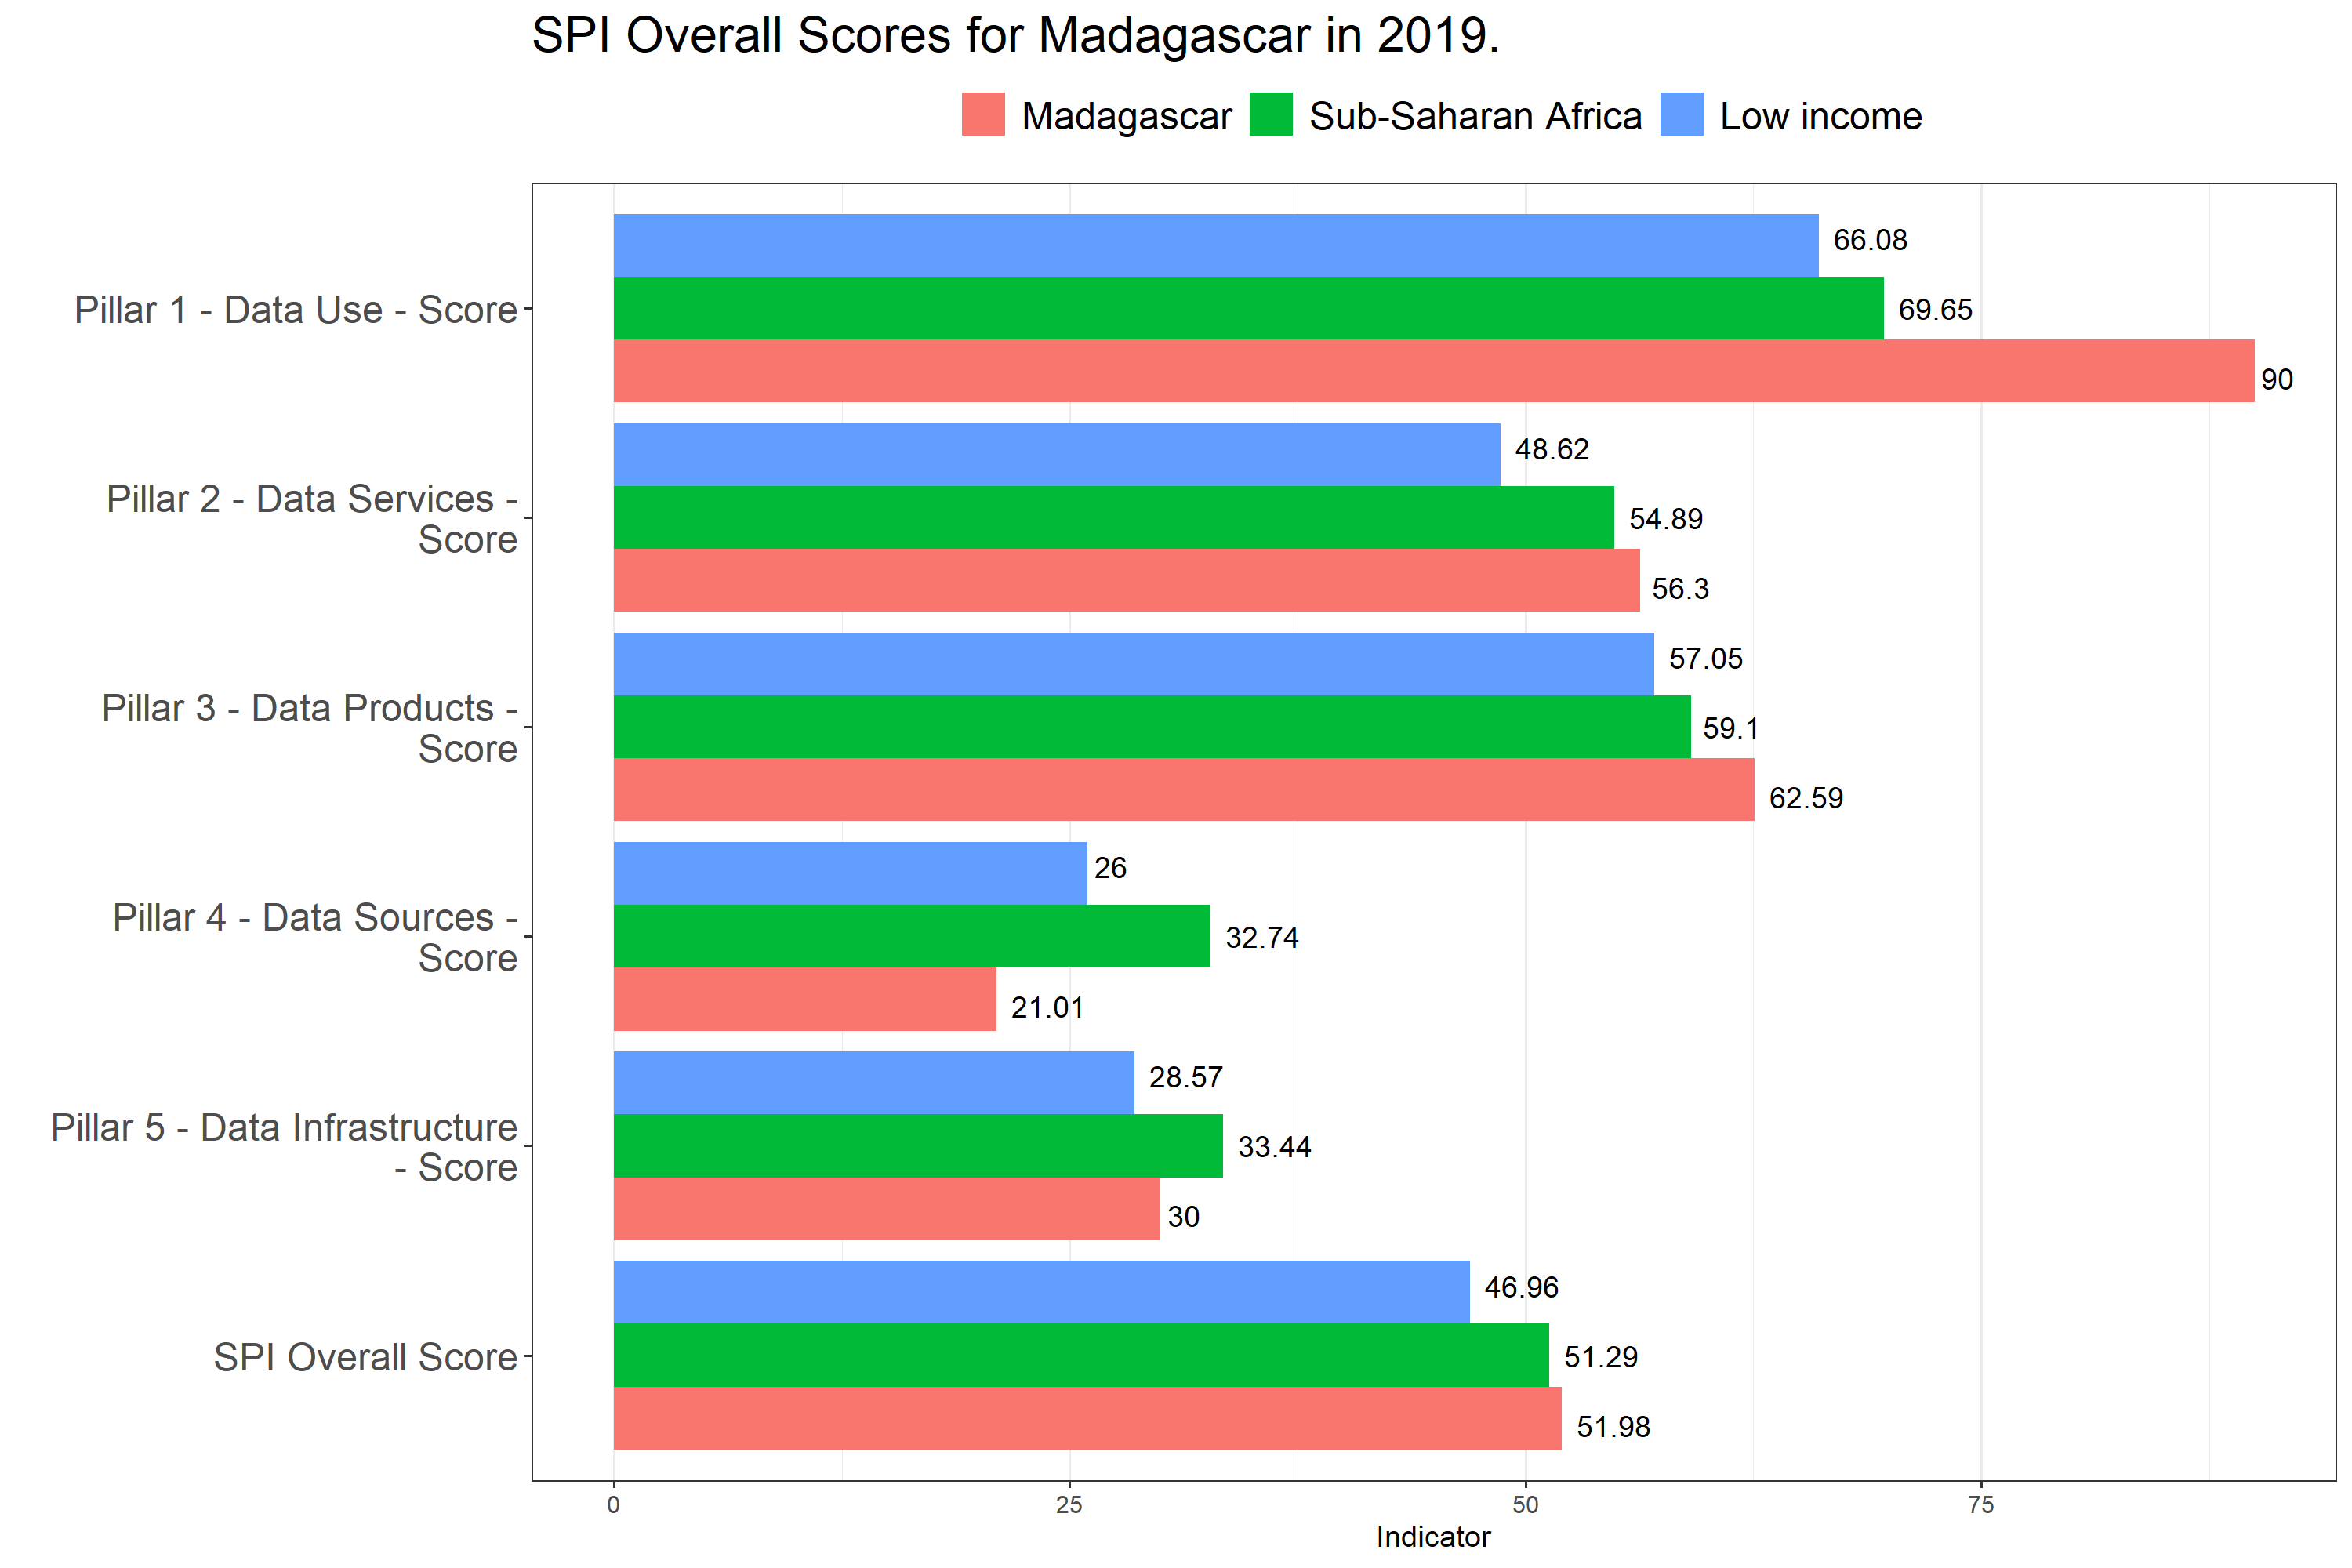 SPI Overall Scores for Madagascar in 2019.
Madagascar Sub-Saharan Africa Low income
Pillar 1 - Data Use - Score
66.08
69.65
90
Pillar 2 - Data Services -
Score
48.62
54.89
56.3
Pillar 3 - Data Products -
Score
57.05
59.1
62.59
Pillar 4 - Data Sources -
Score
26
32.74
21.01
Pillar 5 - Data Infrastructure
- Score
28.57
33.44
30
SPI Overall Score
46.96
51.29
51.98
0 25 50 75
Indicator